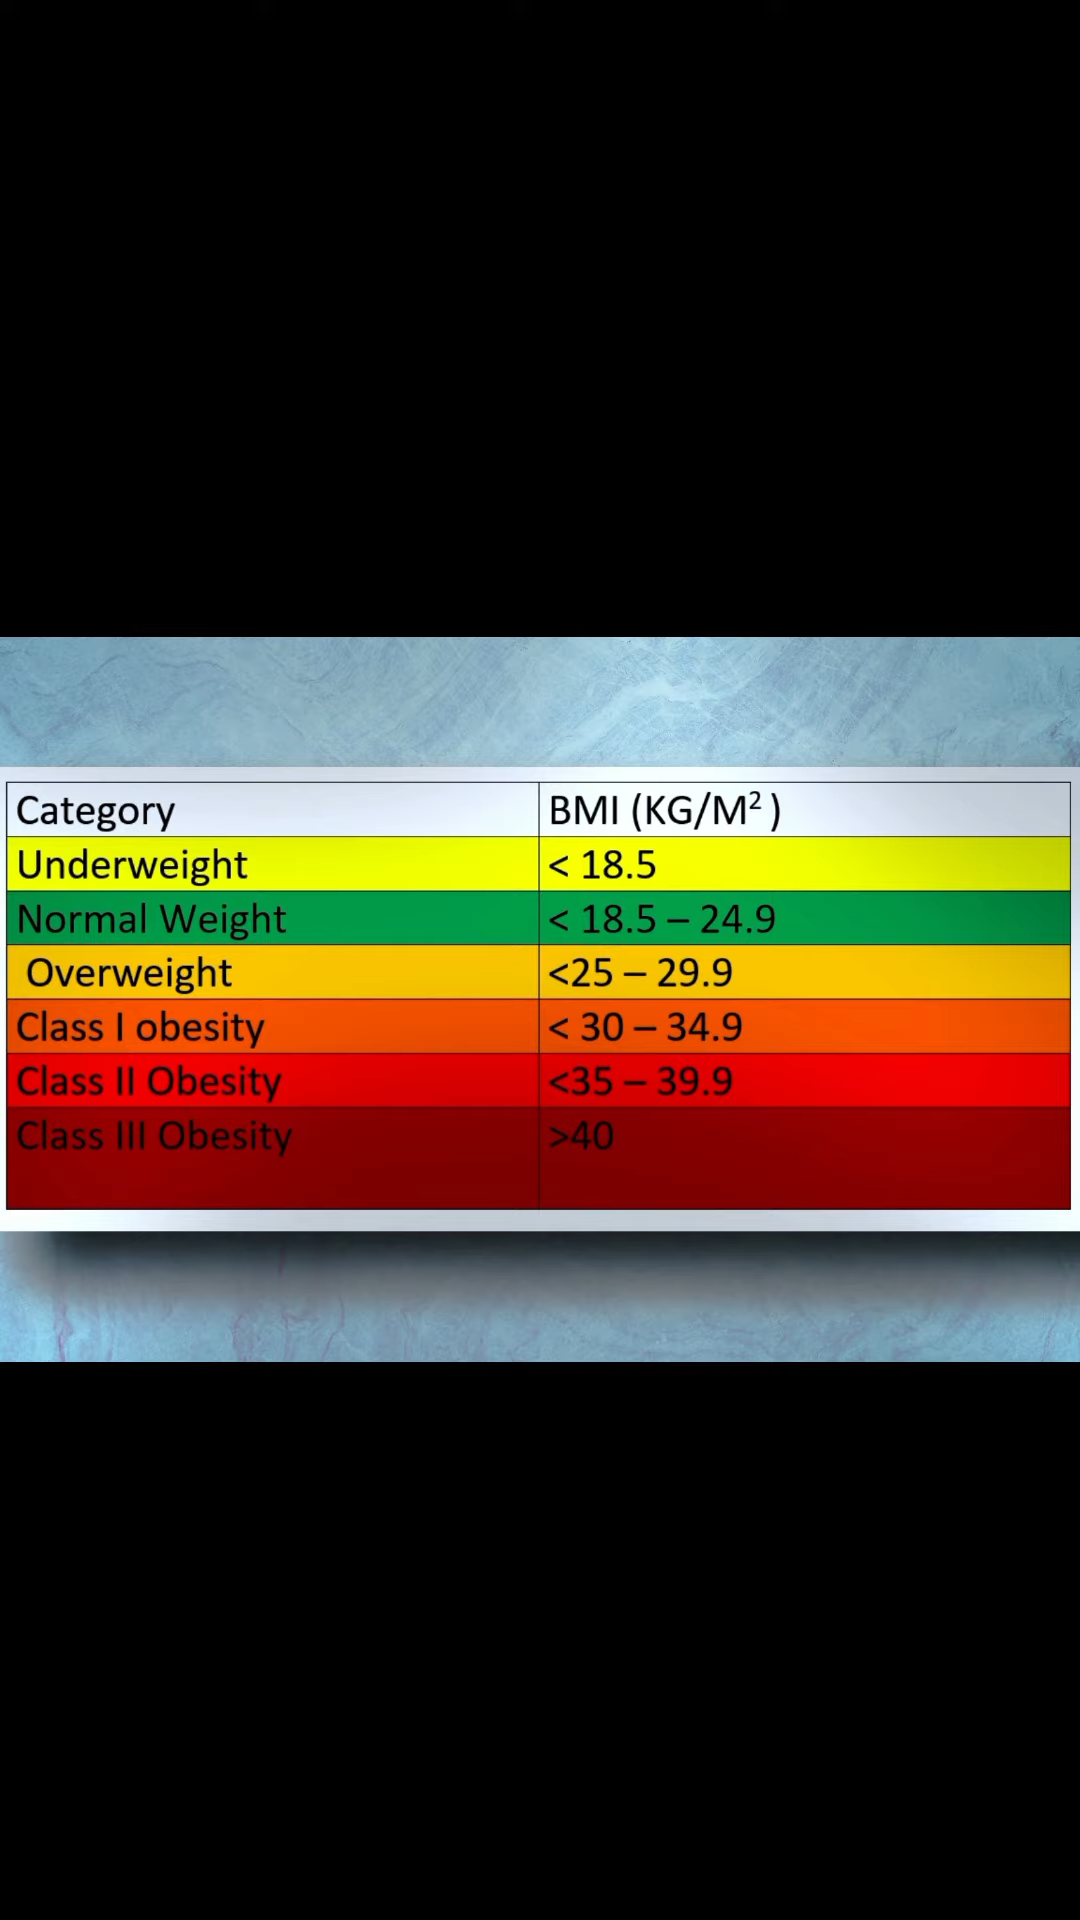 Category BMI (KG/M² )
Underweight < 18.5
Normal Weight < 18.5 – 24.9
Overweight <25 – 29.9
Class I obesity < 30 – 34.9
Class II Obesity <35 – 39.9
Class III Obesity >40